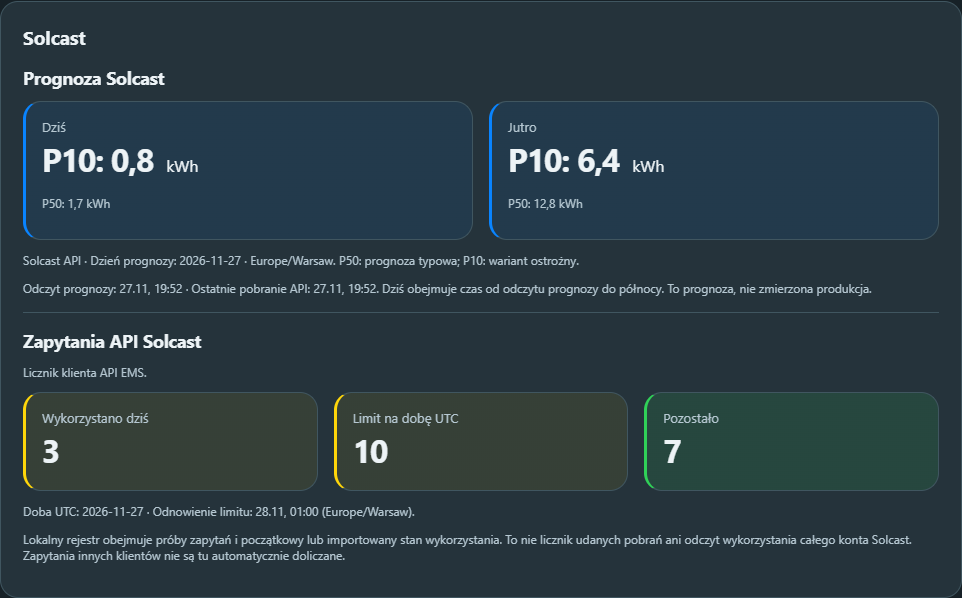 Solcast
Prognoza Solcast
Dziś
P10: 0,8 kWh
P50: 1,7 kWh
Jutro
P10: 6,4 kWh
P50: 12,8 kWh
Solcast API · Dzień prognozy: 2026-11-27 · Europe/Warsaw. P50: prognoza typowa; P10: wariant ostrożny.
Odczyt prognozy: 27.11, 19:52 · Ostatnie pobranie API: 27.11, 19:52. Dziś obejmuje czas od odczytu prognozy do północy. To prognoza, nie zmierzona produkcja.
Zapytania API Solcast
Licznik klienta API EMS.
Wykorzystano dziś
3
Limit na dobę UTC
10
Pozostało
7
Doba UTC: 2026-11-27 · Odnowienie limitu: 28.11, 01:00 (Europe/Warsaw).
Lokalny rejestr obejmuje próby zapytań i początkowy lub importowany stan wykorzystania. To nie licznik udanych pobrań ani odczyt wykorzystania całego konta Solcast.
Zapytania innych klientów nie są tu automatycznie doliczane.